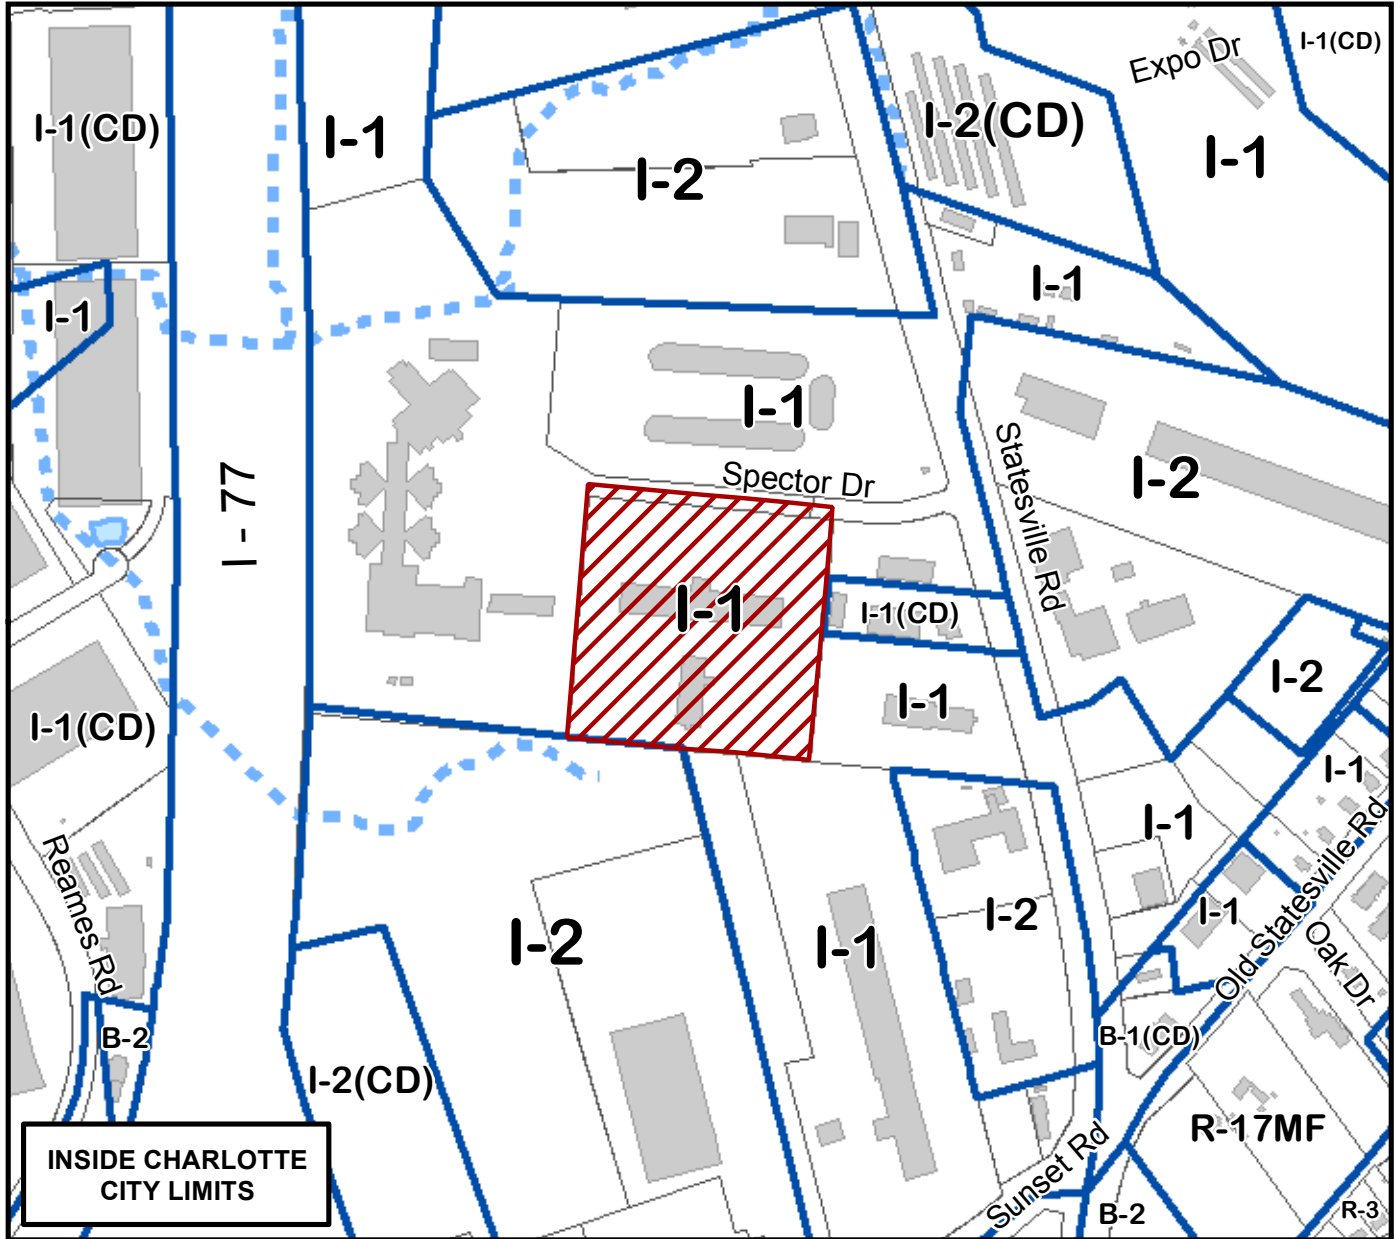 I-1(CD)
Expo Dr
I-1(CD)
I-1
I-2(CD)
I-1
I-2
I-1
I-1
I-1
Statesville Rd
I-2
Spector Dr
I - 77
I-1
I-1(CD)
I-2
I-1
I-1(CD)
I-1
I-1
Reames Rd
I-2
I-1
I-2
I-1
Old Statesville Rd
Oak Dr
B-2
B-1(CD)
I-2(CD)
R-17MF
INSIDE CHARLOTTE
CITY LIMITS
Sunset Rd
B-2
R-3